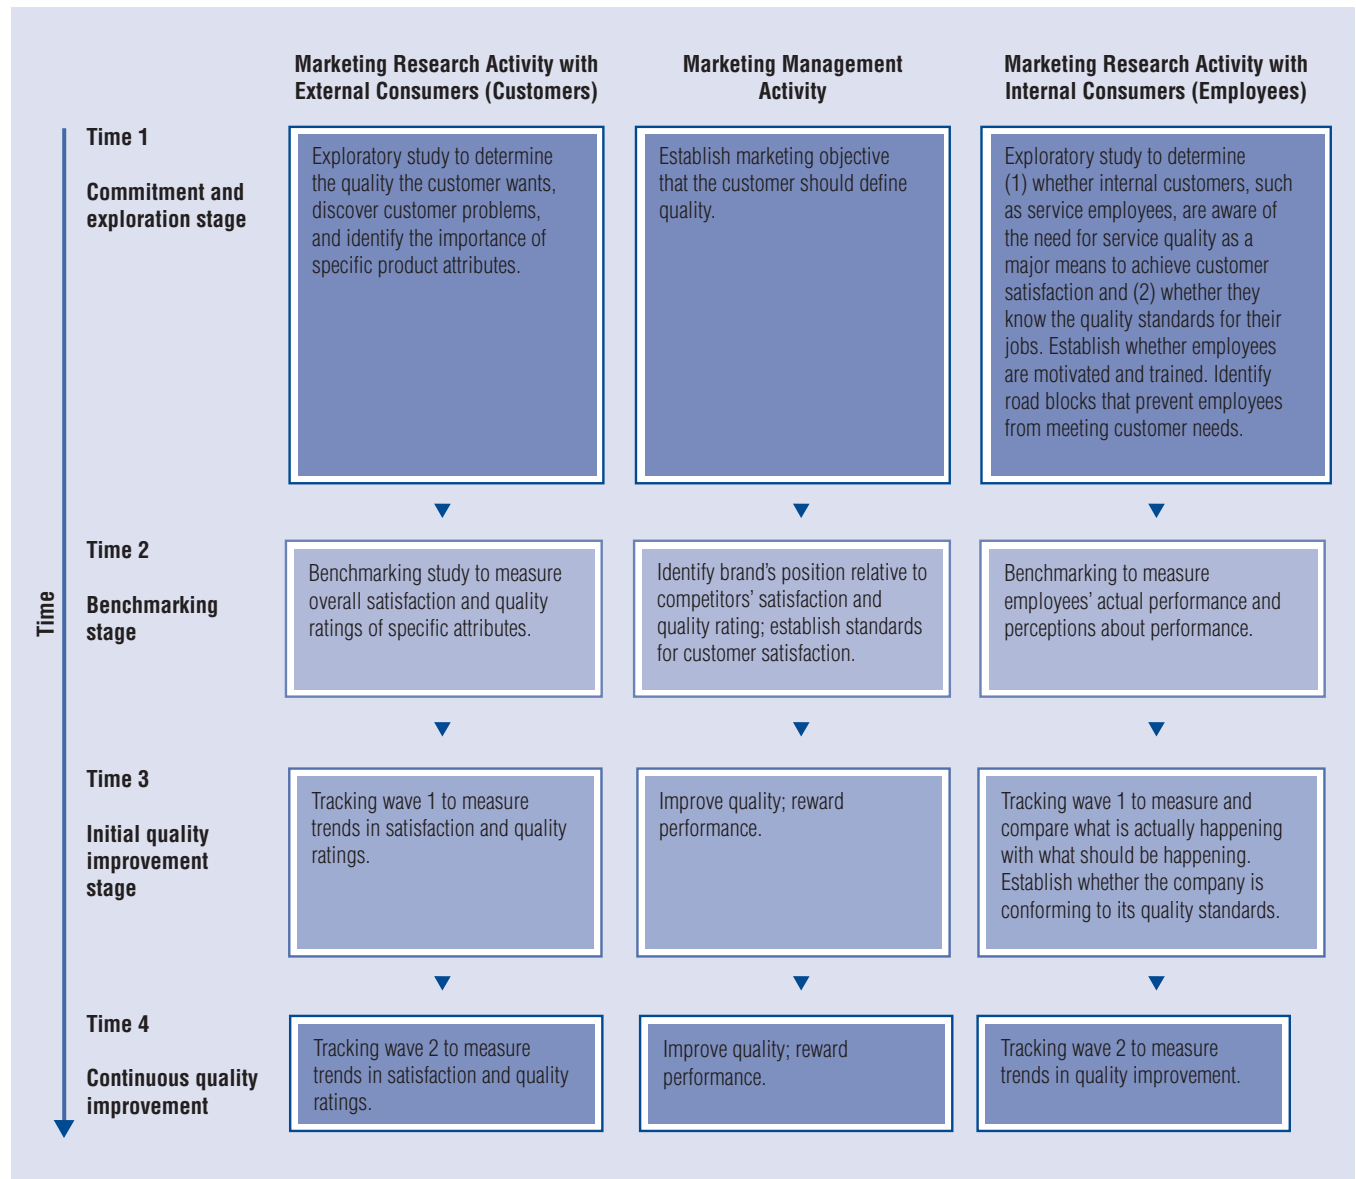 Marketing Research Activity with
External Consumers (Customers)
Marketing Management
Activity
Marketing Research Activity with
Internal Consumers (Employees)
Time
Time 1
Commitment and
exploration stage
Exploratory study to determine
the quality the customer wants,
discover customer problems,
and identify the importance of
specific product attributes.
Establish marketing objective
that the customer should define
quality.
Exploratory study to determine
(1) whether internal customers, such
as service employees, are aware of
the need for service quality as a
major means to achieve customer
satisfaction and (2) whether they
know the quality standards for their
jobs. Establish whether employees
are motivated and trained. Identify
road blocks that prevent employees
from meeting customer needs.
Time 2
Benchmarking
stage
Benchmarking study to measure
overall satisfaction and quality
ratings of specific attributes.
Identify brand’s position relative to
competitors’ satisfaction and
quality rating; establish standards
for customer satisfaction.
Benchmarking to measure
employees’ actual performance and
perceptions about performance.
Time 3
Initial quality
improvement
stage
Tracking wave 1 to measure
trends in satisfaction and quality
ratings.
Improve quality; reward
performance.
Tracking wave 1 to measure and
compare what is actually happening
with what should be happening.
Establish whether the company is
conforming to its quality standards.
Time 4
Continuous quality
improvement
Tracking wave 2 to measure
trends in satisfaction and quality
ratings.
Improve quality; reward
performance.
Tracking wave 2 to measure
trends in quality improvement.